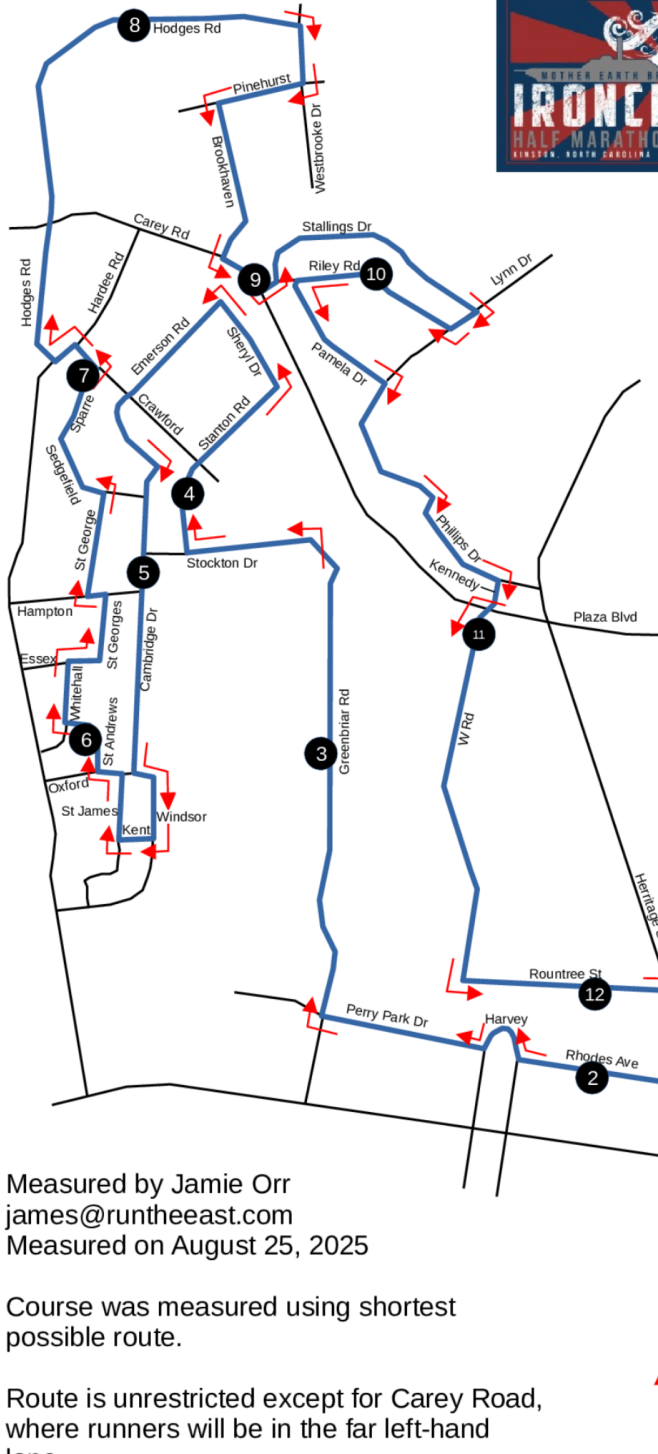 8
Hodges Rd
MOTHER EARTH
IRONCL
HALF MARATHO
KINSTON, NORTH CAROLINA
Pinehurst
Westbrooke Dr
Brookhaven
Carey Rd
Stallings Dr
Hodges Rd
Hardee Rd
9
Riley Rd
10
Lynn Dr
Emerson Rd
Sheryl Dr
Pamela Dr
7
Sparre
Crawford
Stanton Rd
Sedgefield
4
St George
Phillips Dr
Stockton Dr
5
Kennedy
Hampton
St Georges
Cambridge Dr
Plaza Blvd
11
Essex
Whitehall
St Andrews
W Rd
6
3
Greenbriar Rd
Oxford
St James
Windsor
Kent
Herritage
Rountree St
12
Perry Park Dr
Harvey
Rhodes Ave
2
Measured by Jamie Orr
james@runtheeast.com
Measured on August 25, 2025
Course was measured using shortest
possible route.
Route is unrestricted except for Carey Road,
where runners will be in the far left-hand